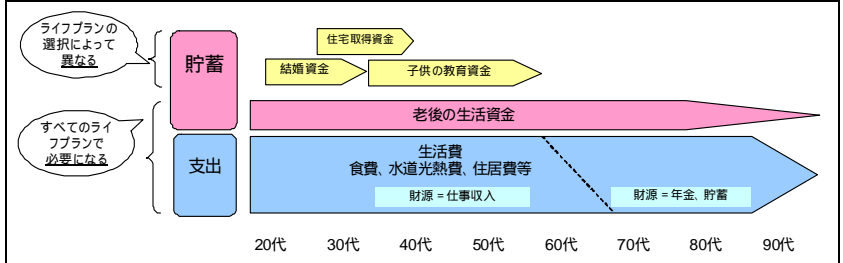 ライフプランの
選択によって
異なる
貯蓄
住宅取得資金
結婚資金
子供の教育資金
老後の生活資金
すべてのライ
フプランで
必要になる
支出
生活費
食費、水道光熱費、住居費等
財源＝仕事収入
財源＝年金、貯蓄
20代 30代 40代 50代 60代 70代 80代 90代